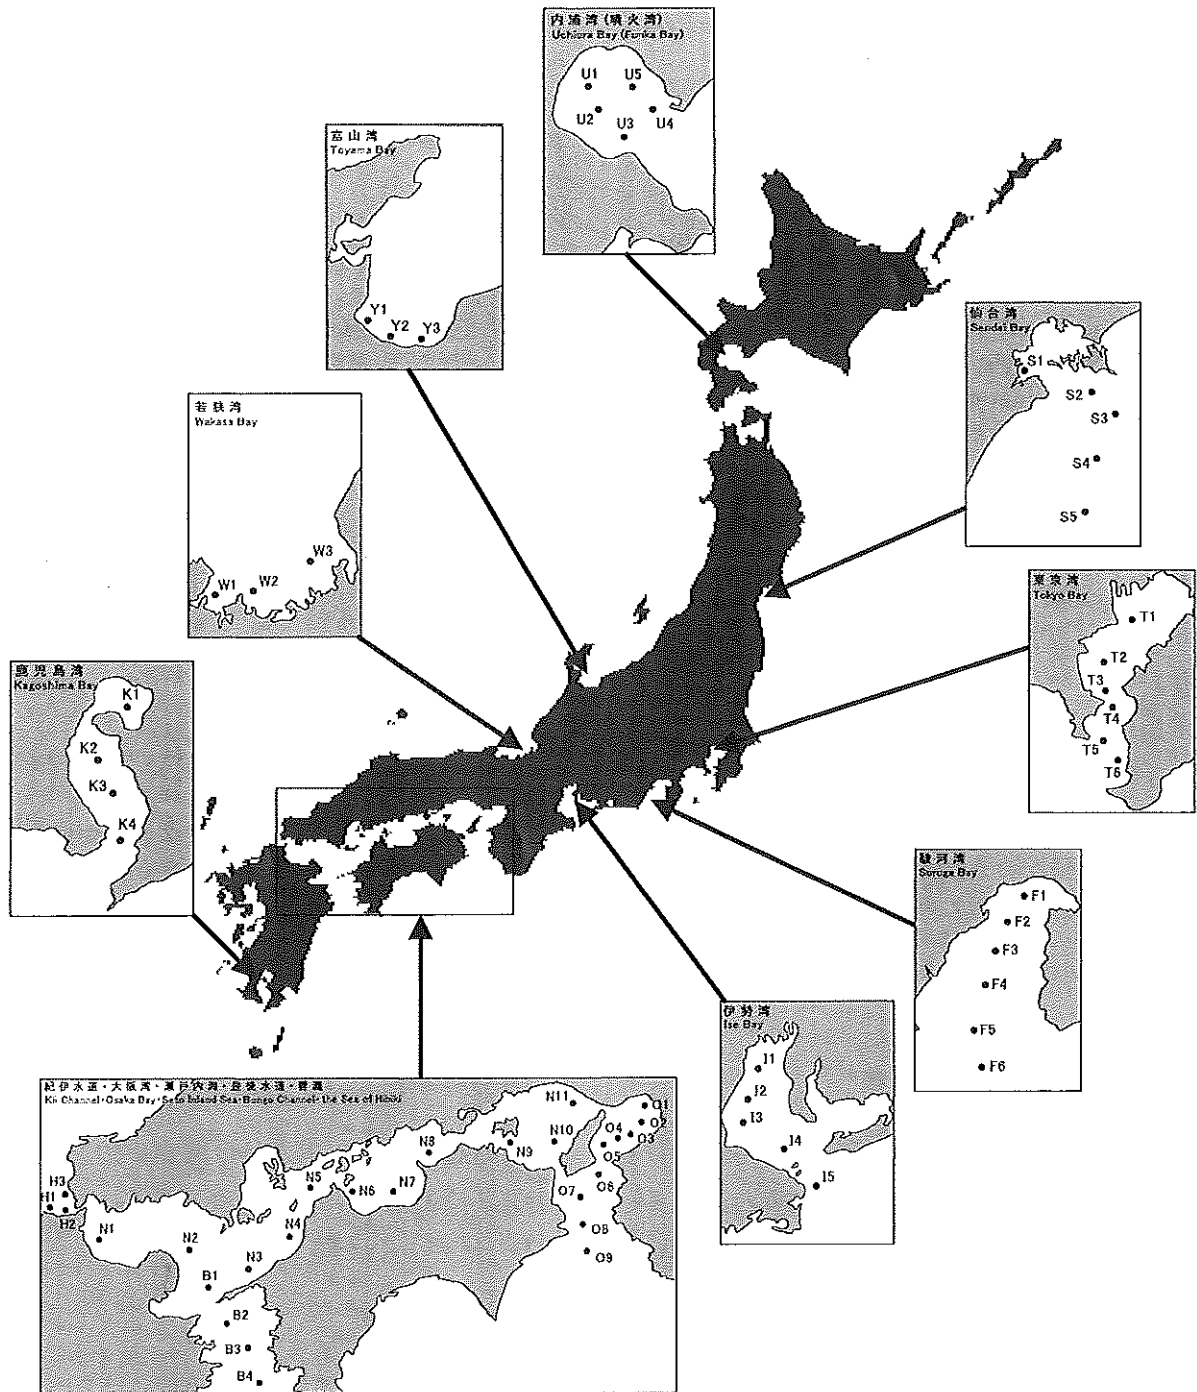 内浦湾(噴火湾)
Uchiura Bay (Funka Bay)
U1
U5
U2
U4
U3
富山湾
Toyama Bay
Y1
Y2
Y3
仙台湾
Sendai Bay
S1
S2
S3
S4
S5
若狭湾
Wakasa Bay
W3
W1
W2
東京湾
Tokyo Bay
T1
T2
T3
T4
T5
T6
鹿児島湾
Kagoshima Bay
K1
K2
K3
K4
駿河湾
Suruga Bay
F1
F2
F3
F4
F5
F6
伊勢湾
Ise Bay
I1
I2
I3
I4
I5
紀伊水道・大阪湾・瀬戸内海・豊後水道・響灘
Kii Channel・Osaka Bay・Seto Inland Sea・Bungo Channel・the Sea of Hibiki
N11
O1
O2
O3
O4
O5
N10
N9
N8
O6
N5
N6
N7
O7
H3
H1
H2
N1
N4
O8
N2
O9
N3
B1
B2
B3
B4